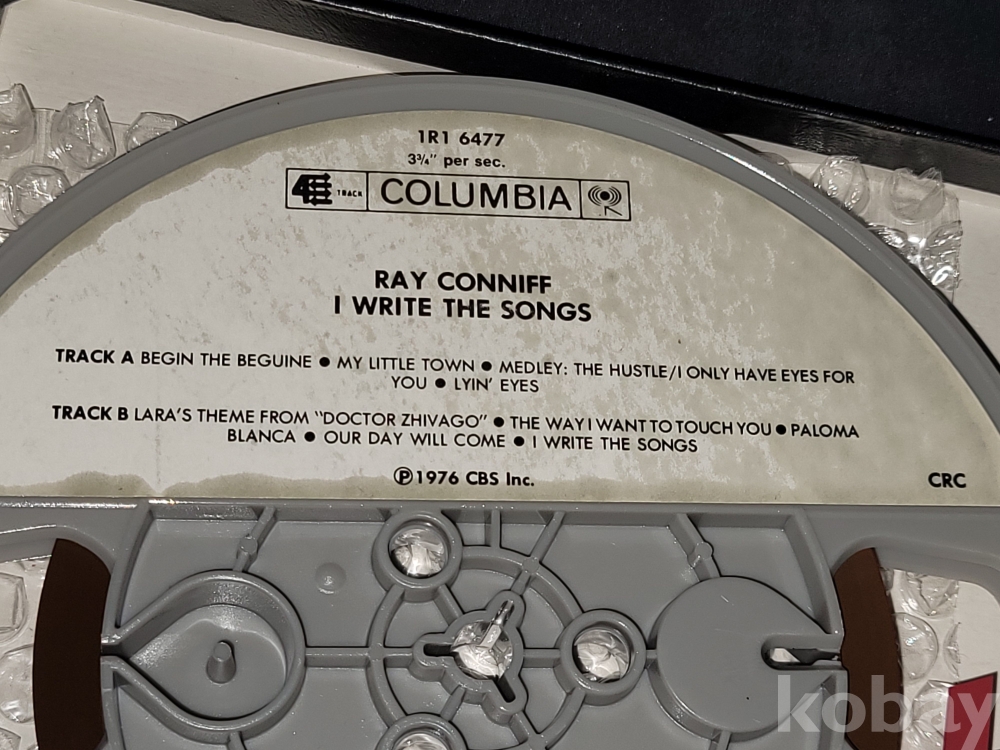 1R1 6477
3¾" per sec.
4 TRACK COLUMBIA
RAY CONNIFF
I WRITE THE SONGS
TRACK A BEGIN THE BEGUINE ● MY LITTLE TOWN ● MEDLEY: THE HUSTLE/I ONLY HAVE EYES FOR
YOU ● LYIN' EYES
TRACK B LARA'S THEME FROM "DOCTOR ZHIVAGO" ● THE WAY I WANT TO TOUCH YOU ● PALOMA
BLANCA ● OUR DAY WILL COME ● I WRITE THE SONGS
℗1976 CBS Inc.
CRC
kobay